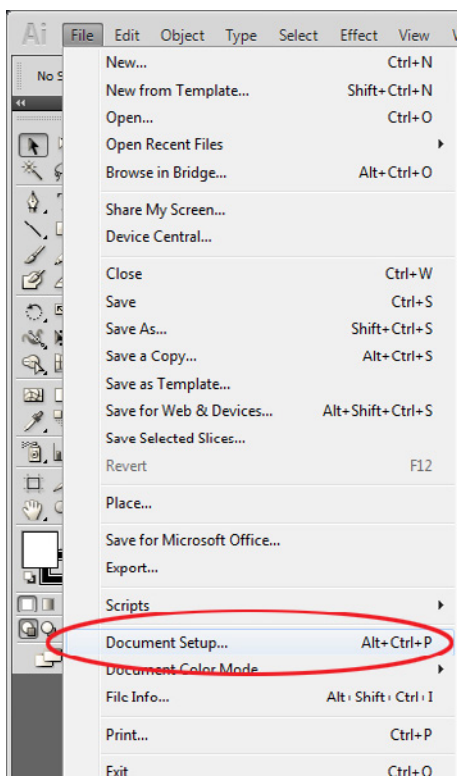 Ai File Edit Object Type Select Effect View
No S
New... Ctrl+N
New from Template... Shift+Ctrl+N
Open... Ctrl+O
Open Recent Files
Browse in Bridge... Alt+Ctrl+O
Share My Screen...
Device Central...
Close Ctrl+W
Save Ctrl+S
Save As... Shift+Ctrl+S
Save a Copy... Alt+Ctrl+S
Save as Template...
Save for Web & Devices... Alt+Shift+Ctrl+S
Save Selected Slices...
Revert F12
Place...
Save for Microsoft Office...
Export...
Scripts
Document Setup... Alt+Ctrl+P
Document Color Mode
File Info... Alt+Shift+Ctrl+I
Print... Ctrl+P
Exit Ctrl+Q